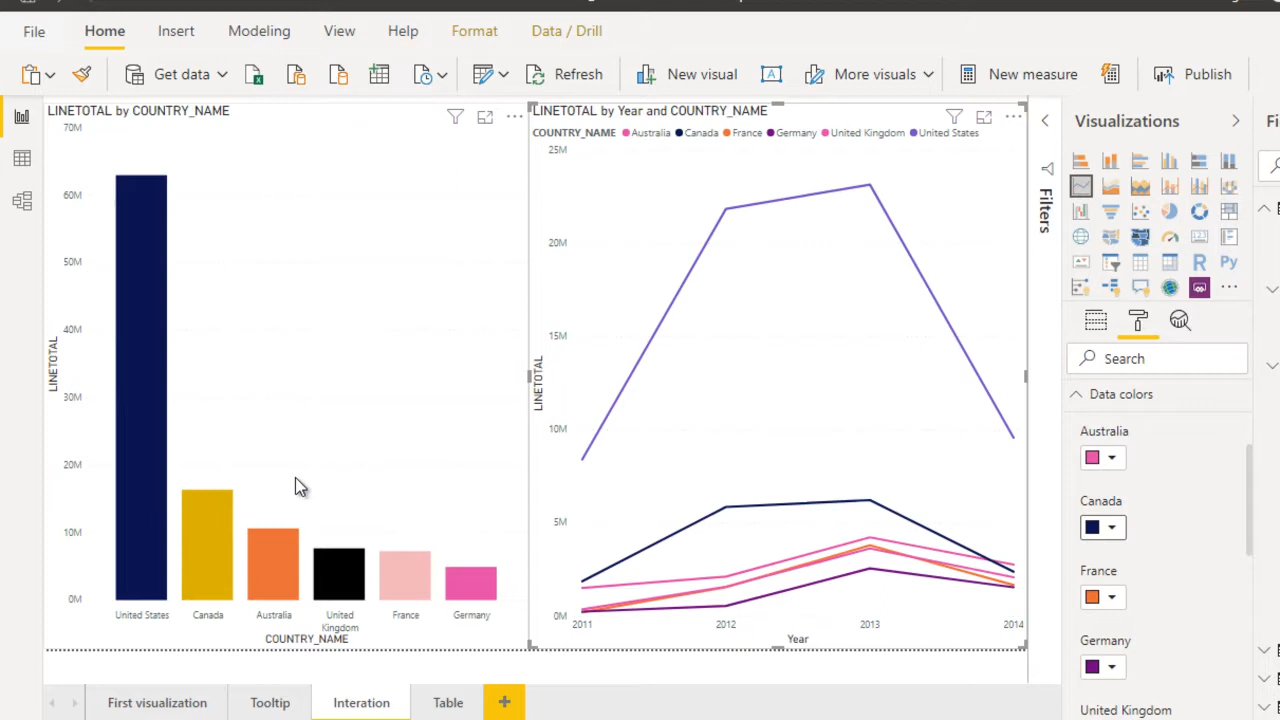 File Home Insert Modeling View Help Format Data / Drill
Get data Refresh New visual More visuals New measure Publish
LINETOTAL by COUNTRY_NAME
70M
60M
50M
40M
30M
20M
10M
0M
LINETOTAL
United States Canada Australia United Kingdom France Germany
COUNTRY_NAME
LINETOTAL by Year and COUNTRY_NAME
COUNTRY_NAME Australia Canada France Germany United Kingdom United States
25M
20M
15M
10M
5M
0M
LINETOTAL
2011 2012 2013 2014
Year
Filters
Visualizations
R Py
Search
Data colors
Australia
Canada
France
Germany
United Kingdom
First visualization Tooltip Interation Table